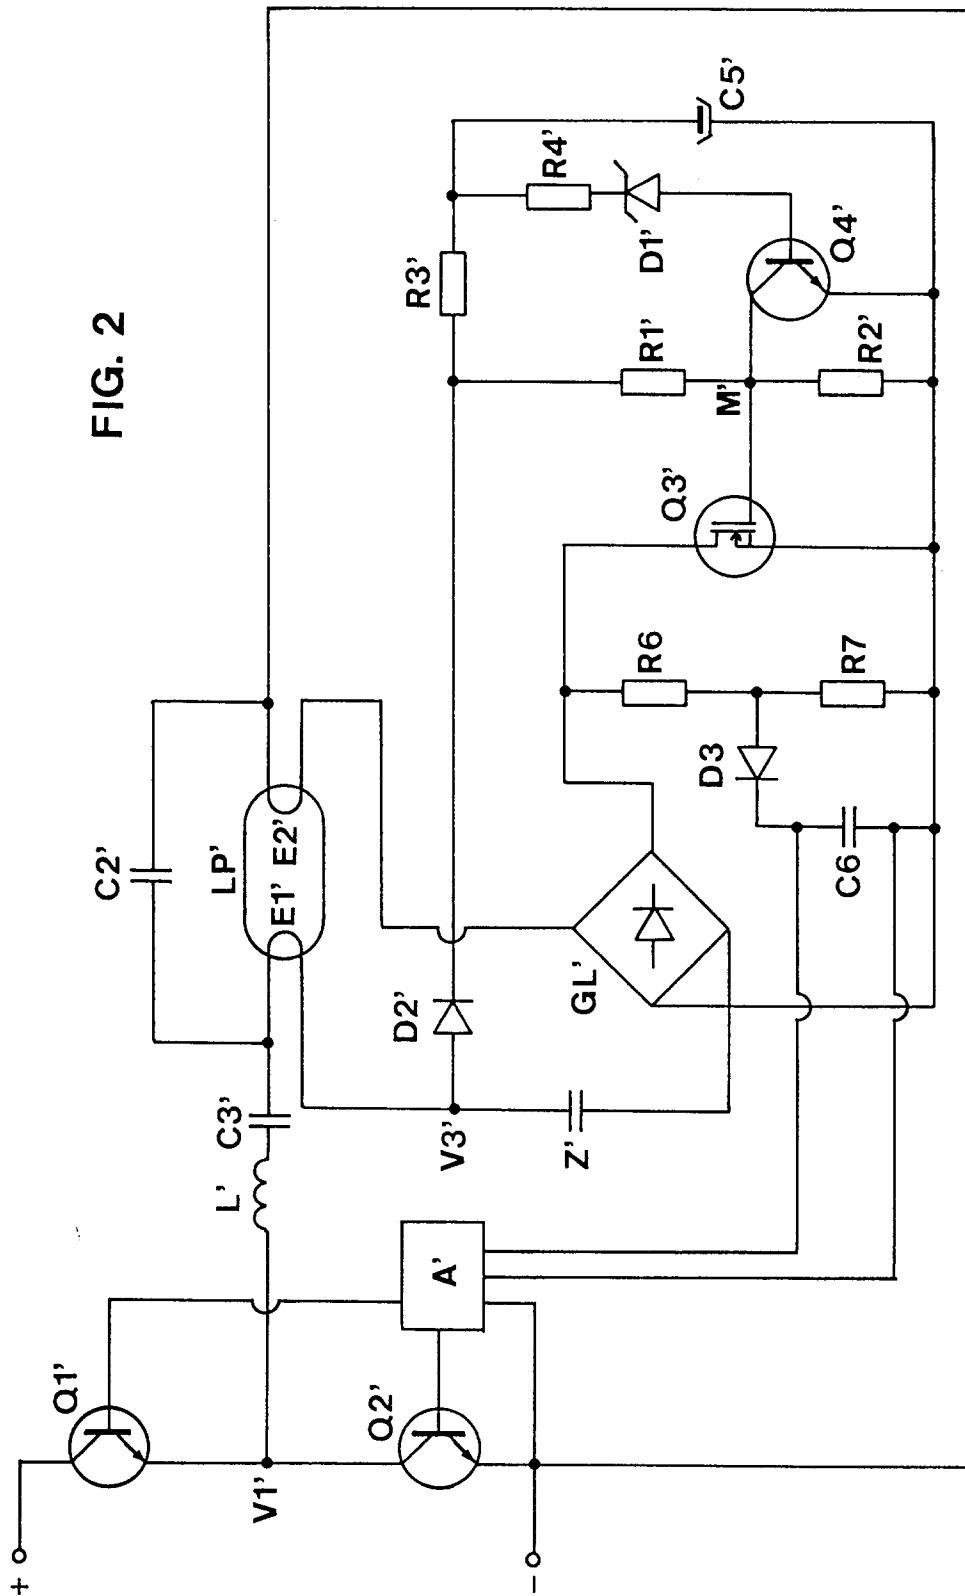 FIG. 2
+
Q1'
V1'
Q2'
-
A'
L'
C3'
C2'
LP'
E1'
E2'
V3'
D2'
Z'
GL'
C6
D3
R6
R7
Q3'
M'
R1'
R2'
R3'
R4'
D1'
Q4'
C5'